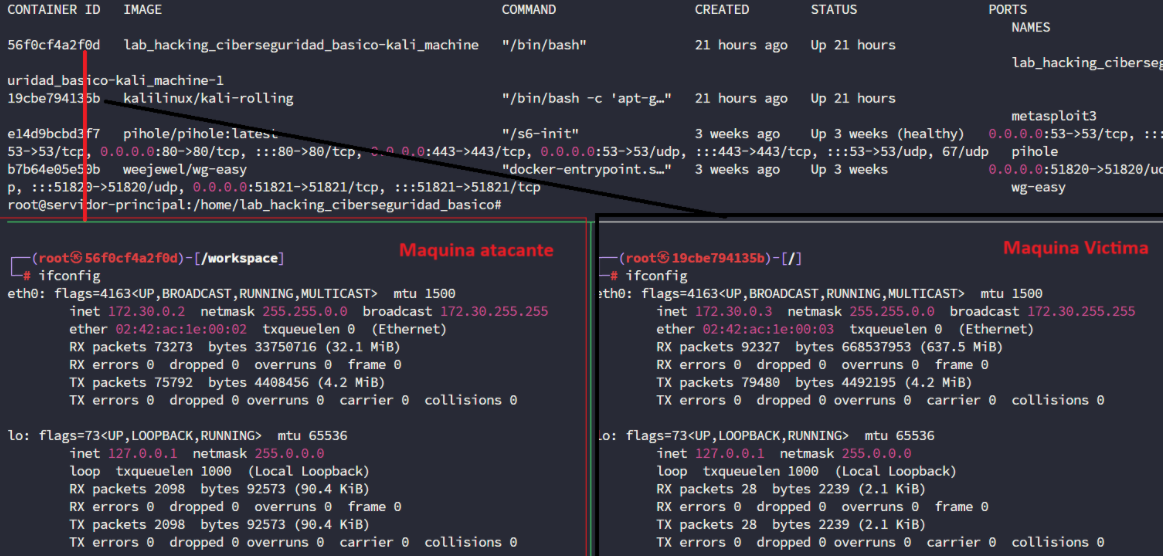 CONTAINER ID   IMAGE   COMMAND   CREATED   STATUS   PORTS
NAMES
56f0cf4a2f0d   lab_hacking_ciberseguridad_basico-kali_machine   "/bin/bash"   21 hours ago   Up 21 hours
lab_hacking_ciberseg
uridad_basico-kali_machine-1
19cbe794135b   kalilinux/kali-rolling   "/bin/bash -c 'apt-g…"   21 hours ago   Up 21 hours
metasploit3
e14d9bcbd3f7   pihole/pihole:latest   "/s6-init"   3 weeks ago   Up 3 weeks (healthy)   0.0.0.0:53->53/tcp, :::
53->53/tcp, 0.0.0.0:80->80/tcp, :::80->80/tcp, 0.0.0.0:443->443/tcp, 0.0.0.0:53->53/udp, :::443->443/tcp, :::53->53/udp, 67/udp   pihole
b7b64e05e50b   weejewel/wg-easy   "docker-entrypoint.s…"   3 weeks ago   Up 3 weeks   0.0.0.0:51820->51820/ud
p, :::51820->51820/udp, 0.0.0.0:51821->51821/tcp, :::51821->51821/tcp   wg-easy
root@servidor-principal:/home/lab_hacking_ciberseguridad_basico#
Maquina atacante
┌──(root㉿56f0cf4a2f0d)-[/workspace]
└─# ifconfig
eth0: flags=4163<UP,BROADCAST,RUNNING,MULTICAST>  mtu 1500
inet 172.30.0.2  netmask 255.255.0.0  broadcast 172.30.255.255
ether 02:42:ac:1e:00:02  txqueuelen 0  (Ethernet)
RX packets 73273  bytes 33750716 (32.1 MiB)
RX errors 0  dropped 0  overruns 0  frame 0
TX packets 75792  bytes 4408456 (4.2 MiB)
TX errors 0  dropped 0 overruns 0  carrier 0  collisions 0
lo: flags=73<UP,LOOPBACK,RUNNING>  mtu 65536
inet 127.0.0.1  netmask 255.0.0.0
loop  txqueuelen 1000  (Local Loopback)
RX packets 2098  bytes 92573 (90.4 KiB)
RX errors 0  dropped 0  overruns 0  frame 0
TX packets 2098  bytes 92573 (90.4 KiB)
TX errors 0  dropped 0 overruns 0  carrier 0  collisions 0
Maquina Victima
──(root㉿19cbe794135b)-[/]
─# ifconfig
eth0: flags=4163<UP,BROADCAST,RUNNING,MULTICAST>  mtu 1500
inet 172.30.0.3  netmask 255.255.0.0  broadcast 172.30.255.255
ether 02:42:ac:1e:00:03  txqueuelen 0  (Ethernet)
RX packets 92327  bytes 668537953 (637.5 MiB)
RX errors 0  dropped 0  overruns 0  frame 0
TX packets 79480  bytes 4492195 (4.2 MiB)
TX errors 0  dropped 0 overruns 0  carrier 0  collisions 0
lo: flags=73<UP,LOOPBACK,RUNNING>  mtu 65536
inet 127.0.0.1  netmask 255.0.0.0
loop  txqueuelen 1000  (Local Loopback)
RX packets 28  bytes 2239 (2.1 KiB)
RX errors 0  dropped 0  overruns 0  frame 0
TX packets 28  bytes 2239 (2.1 KiB)
TX errors 0  dropped 0 overruns 0  carrier 0  collisions 0